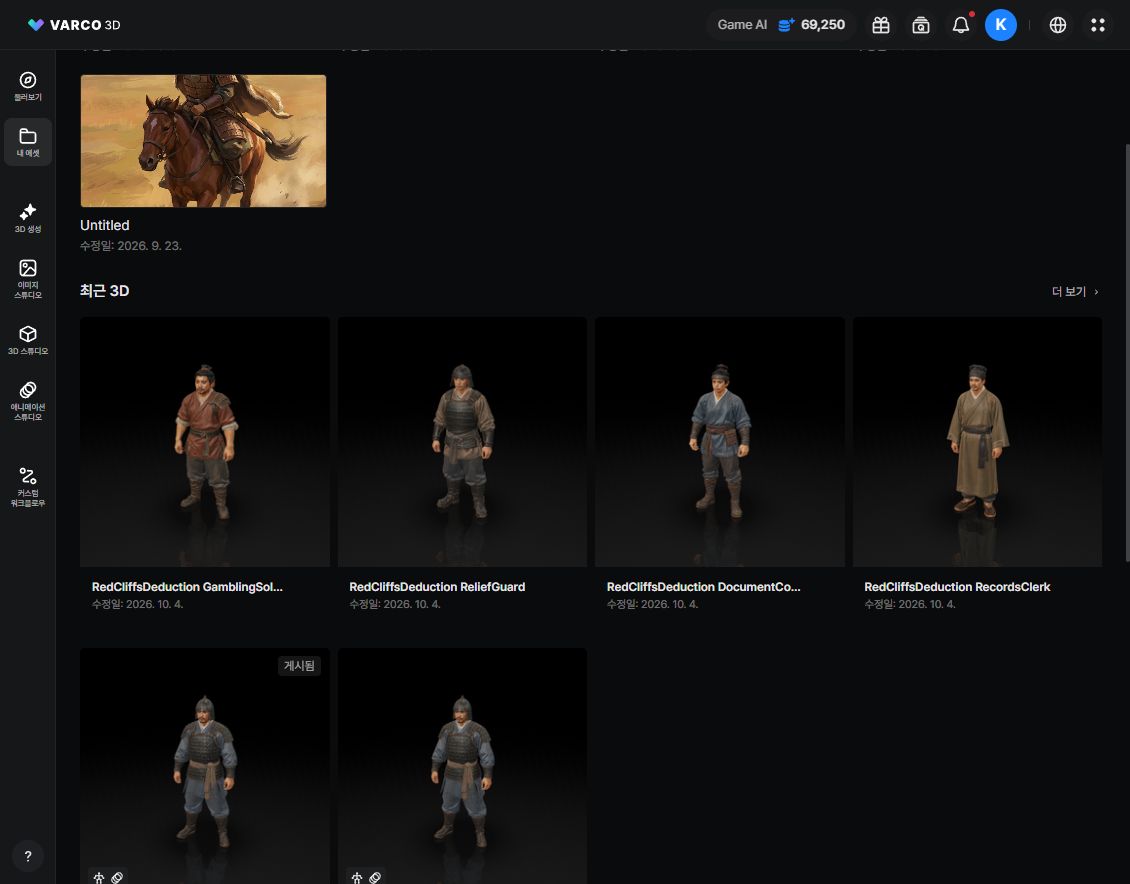 VARCO 3D
Game AI 69,250
K
둘러보기
내 에셋
3D 생성
이미지
스튜디오
3D 스튜디오
애니메이션
스튜디오
커스텀
워크플로우
?
Untitled
수정일: 2026. 9. 23.
최근 3D
더 보기 ›
RedCliffsDeduction GamblingSol...
수정일: 2026. 10. 4.
RedCliffsDeduction ReliefGuard
수정일: 2026. 10. 4.
RedCliffsDeduction DocumentCo...
수정일: 2026. 10. 4.
RedCliffsDeduction RecordsClerk
수정일: 2026. 10. 4.
게시됨